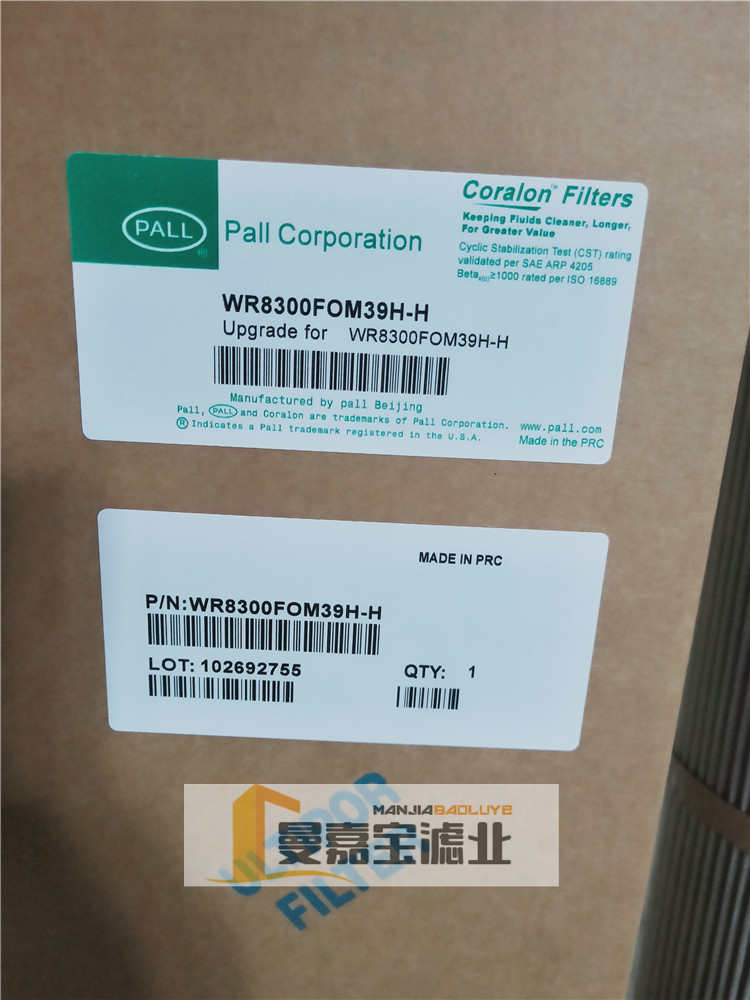 PALL
®
Pall Corporation
Coralon™ Filters
Keeping Fluids Cleaner, Longer,
For Greater Value
Cyclic Stabilization Test (CST) rating
validated per SAE ARP 4205
Betax(c)≥1000 rated per ISO 16889
WR8300FOM39H-H
Upgrade for WR8300FOM39H-H
Manufactured by pall Beijing
Pall, PALL and Coralon are trademarks of Pall Corporation.
® Indicates a Pall trademark registered in the U.S.A.
www.pall.com
Made in the PRC
MADE IN PRC
P/N:WR8300FOM39H-H
LOT: 102692755
QTY: 1
MANJIABAOLUYE
曼嘉宝滤业
ULTIPOR
FILTER